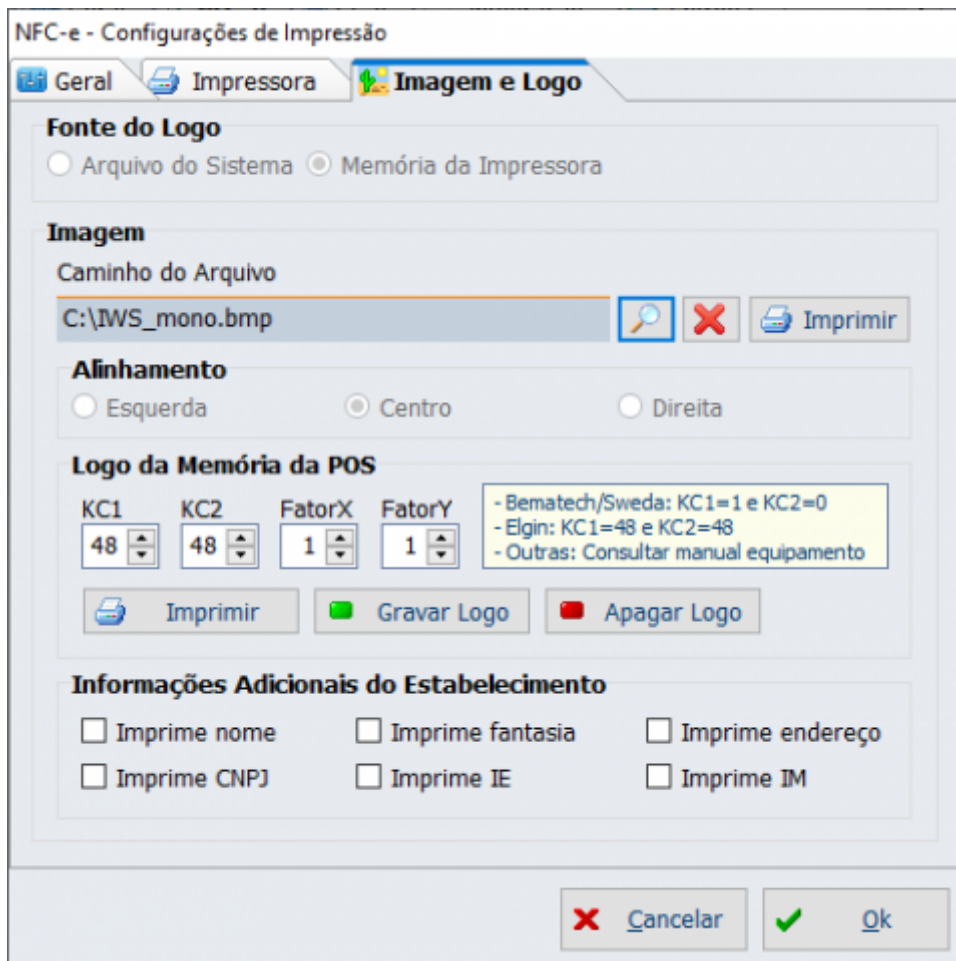 NFC-e - Configurações de Impressão
Geral Impressora Imagem e Logo
Fonte do Logo
Arquivo do Sistema Memória da Impressora
Imagem
Caminho do Arquivo
C:\IWS_mono.bmp Imprimir
Alinhamento
Esquerda Centro Direita
Logo da Memória da POS
KC1 KC2 FatorX FatorY
48 48 1 1
- Bematech/Sweda: KC1=1 e KC2=0
- Elgin: KC1=48 e KC2=48
- Outras: Consultar manual equipamento
Imprimir Gravar Logo Apagar Logo
Informações Adicionais do Estabelecimento
Imprime nome Imprime fantasia Imprime endereço
Imprime CNPJ Imprime IE Imprime IM
Cancelar Ok